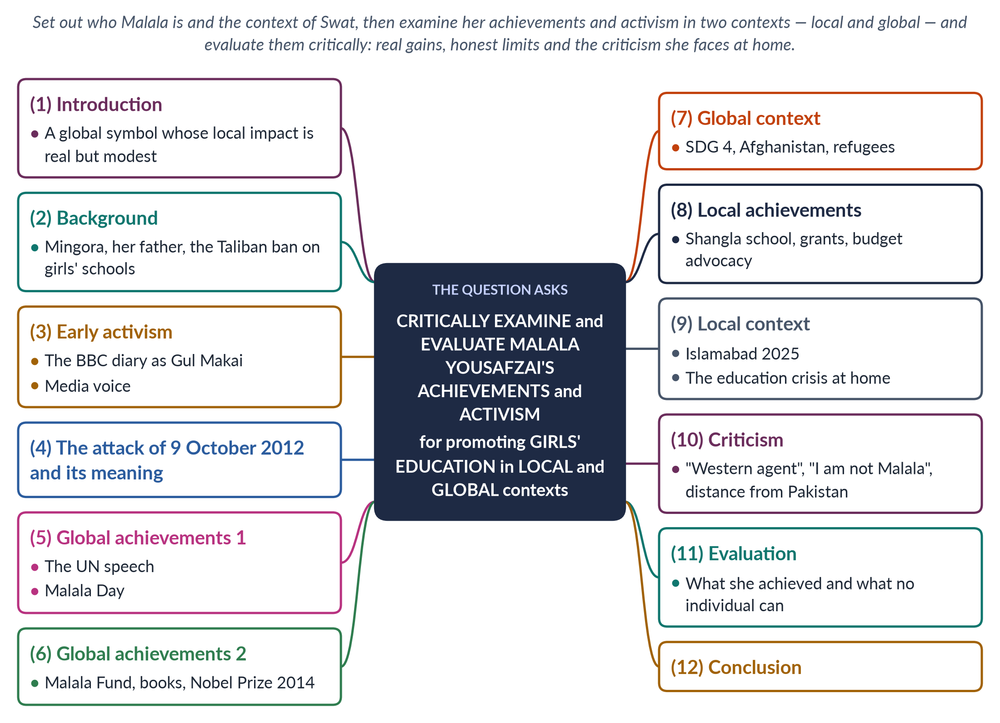 Set out who Malala is and the context of Swat, then examine her achievements and activism in two contexts — local and global — and
evaluate them critically: real gains, honest limits and the criticism she faces at home.
(1) Introduction
• A global symbol whose local impact is
real but modest
(2) Background
• Mingora, her father, the Taliban ban on
girls' schools
(3) Early activism
• The BBC diary as Gul Makai
• Media voice
(4) The attack of 9 October 2012
and its meaning
(5) Global achievements 1
• The UN speech
• Malala Day
(6) Global achievements 2
• Malala Fund, books, Nobel Prize 2014
THE QUESTION ASKS
CRITICALLY EXAMINE and
EVALUATE MALALA
YOUSAFZAI'S
ACHIEVEMENTS and
ACTIVISM
for promoting GIRLS'
EDUCATION in LOCAL and
GLOBAL contexts
(7) Global context
• SDG 4, Afghanistan, refugees
(8) Local achievements
• Shangla school, grants, budget
advocacy
(9) Local context
• Islamabad 2025
• The education crisis at home
(10) Criticism
• "Western agent", "I am not Malala",
distance from Pakistan
(11) Evaluation
• What she achieved and what no
individual can
(12) Conclusion